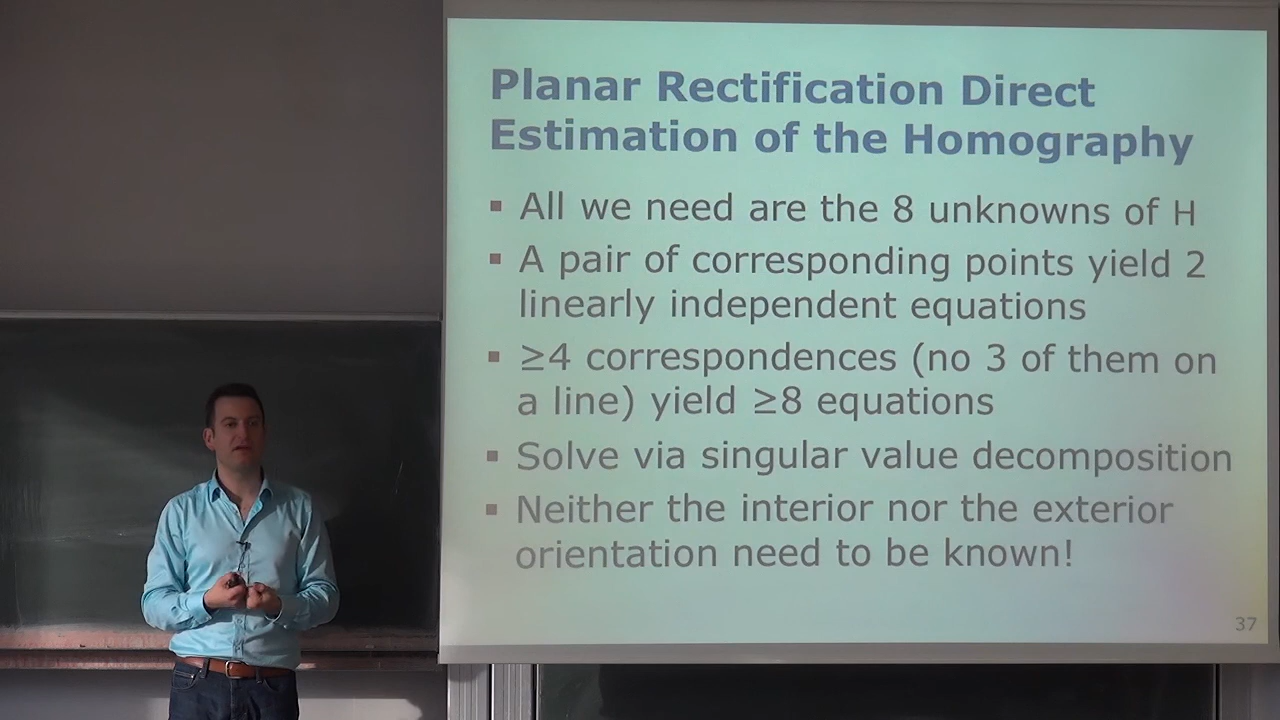 Planar Rectification Direct
Estimation of the Homography
▪ All we need are the 8 unknowns of H
▪ A pair of corresponding points yield 2
linearly independent equations
▪ ≥4 correspondences (no 3 of them on
a line) yield ≥8 equations
▪ Solve via singular value decomposition
▪ Neither the interior nor the exterior
orientation need to be known!
37